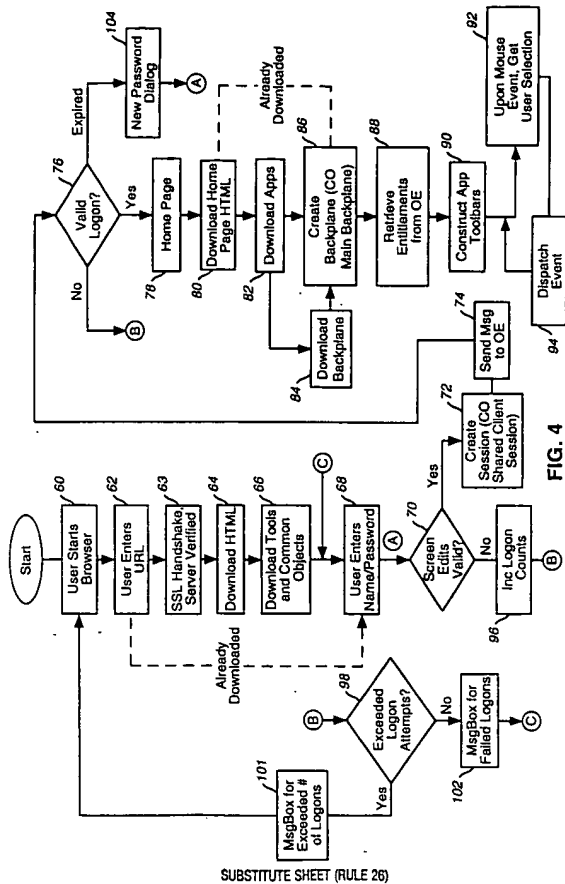 Start
60
User Starts
Browser
62
User Enters
URL
63
SSL Handshake,
Server Verified
64
Download HTML
66
Download Tools
and Common
Objects
C
Already
Downloaded
68
User Enters
Name/Password
A
70
Screen
Edits
Valid?
Yes
No
72
Create
Session (CO
Shared Client
Session)
74
Send Msg
to OE
96
Inc Logon
Counts
B
B
98
Exceeded
Logon
Attempts?
Yes
No
101
MsgBox for
Exceeded #
of Logons
102
MsgBox for
Failed Logons
C
76
Valid
Logon?
No
B
Yes
Expired
104
New Password
Dialog
A
78
Home Page
80
Download Home
Page HTML
Already
Downloaded
82
Download Apps
84
Download
Backplane
86
Create
Backplane (CO
Main Backplane)
88
Retrieve
Entitlements
from OE
90
Construct App
Toolbars
92
Upon Mouse
Event, Get
User Selection
94
Dispatch
Event
FIG. 4
SUBSTITUTE SHEET (RULE 26)